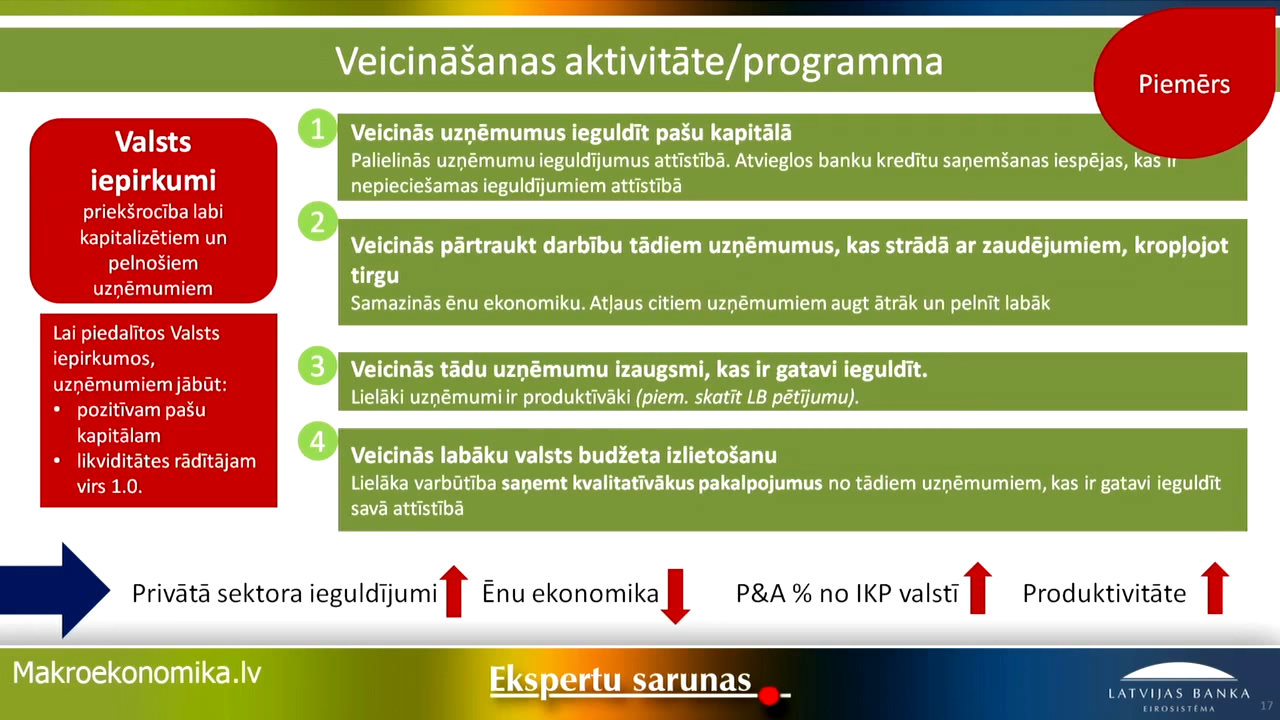 Veicināšanas aktivitāte/programma
Piemērs
Valsts
iepirkumi
priekšrocība labi
kapitalizētiem un
pelnošiem
uzņēmumiem
Lai piedalītos Valsts
iepirkumos,
uzņēmumiem jābūt:
• pozitīvam pašu
kapitālam
• likviditātes rādītājam
virs 1.0.
1
Veicinās uzņēmumus ieguldīt pašu kapitālā
Palielinās uzņēmumu ieguldījumus attīstībā. Atvieglos banku kredītu saņemšanas iespējas, kas ir
nepieciešamas ieguldījumiem attīstībā
2
Veicinās pārtraukt darbību tādiem uzņēmumus, kas strādā ar zaudējumiem, kropļojot
tirgu
Samazinās ēnu ekonomiku. Atļaus citiem uzņēmumiem augt ātrāk un pelnīt labāk
3
Veicinās tādu uzņēmumu izaugsmi, kas ir gatavi ieguldīt.
Lielāki uzņēmumi ir produktīvāki (piem. skatīt LB pētījumu).
4
Veicinās labāku valsts budžeta izlietošanu
Lielāka varbūtība saņemt kvalitatīvākus pakalpojumus no tādiem uzņēmumiem, kas ir gatavi ieguldīt
savā attīstībā
Privātā sektora ieguldījumi
Ēnu ekonomika
P&A % no IKP valstī
Produktivitāte
Makroekonomika.lv
Ekspertu sarunas
LATVIJAS BANKA
EIROSISTĒMA
17